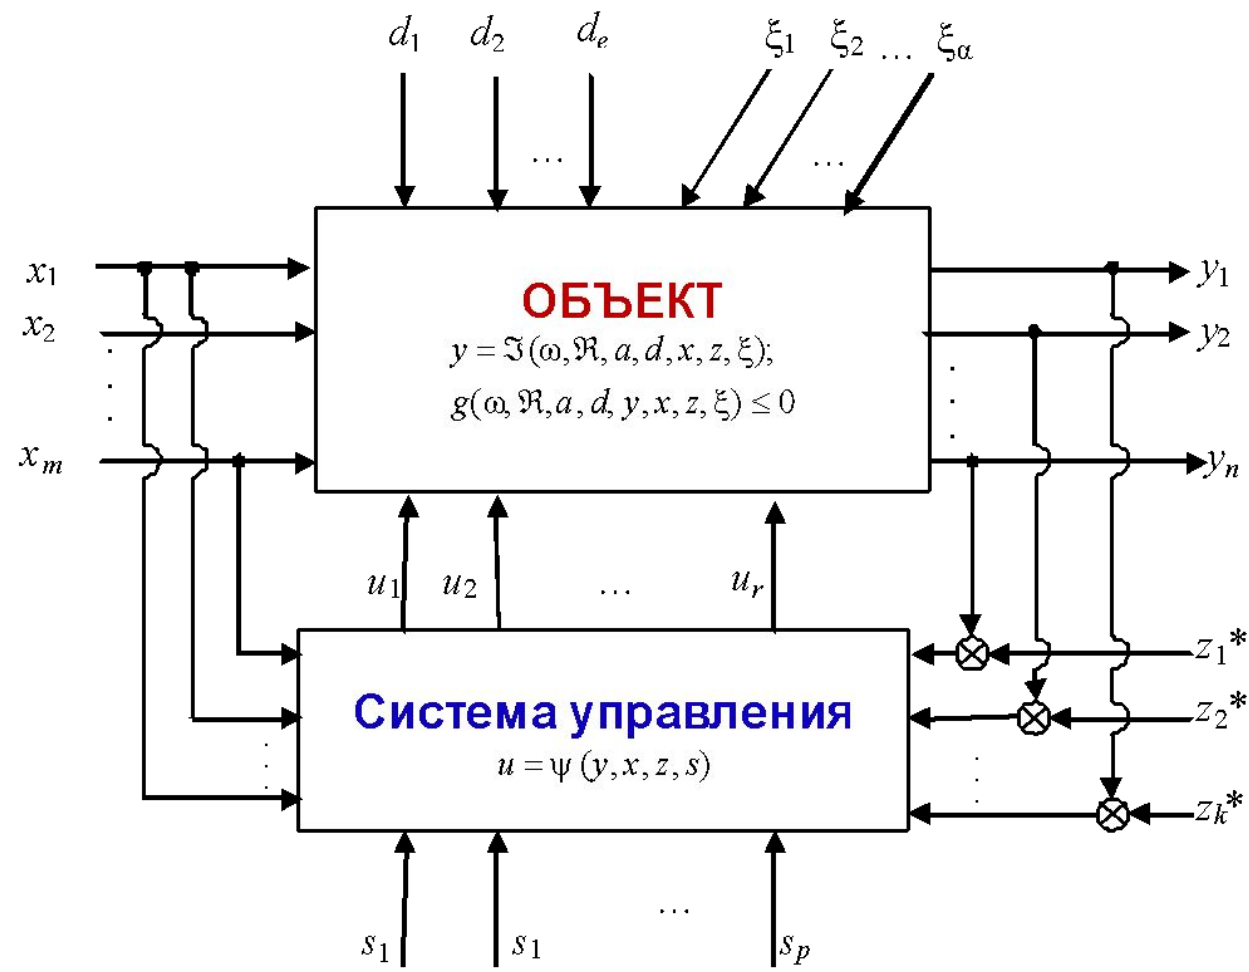 d1 d2 de ξ1 ξ2 … ξα
… …
x1
x2
xm
ОБЪЕКТ
y = ℑ(ω, ℜ, a, d, x, z, ξ);
g(ω, ℜ, a, d, y, x, z, ξ) ≤ 0
y1
y2
yn
u1 u2 … ur
Система управления
u = ψ (y, x, z, s)
z1*
z2*
zk*
s1 s1 … sp